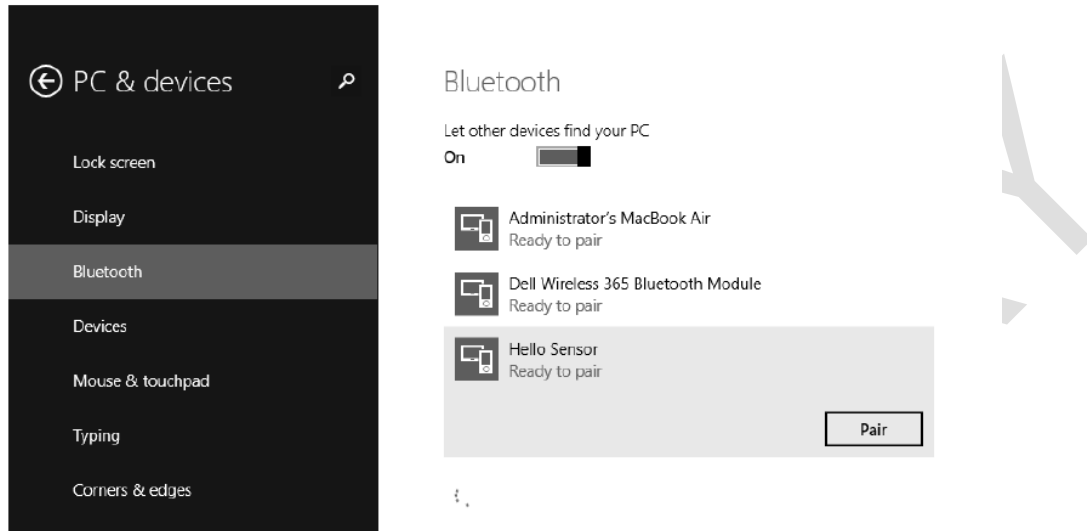 PC & devices
Lock screen
Display
Bluetooth
Devices
Mouse & touchpad
Typing
Corners & edges
Bluetooth
Let other devices find your PC
On
Administrator's MacBook Air
Ready to pair
Dell Wireless 365 Bluetooth Module
Ready to pair
Hello Sensor
Ready to pair
Pair